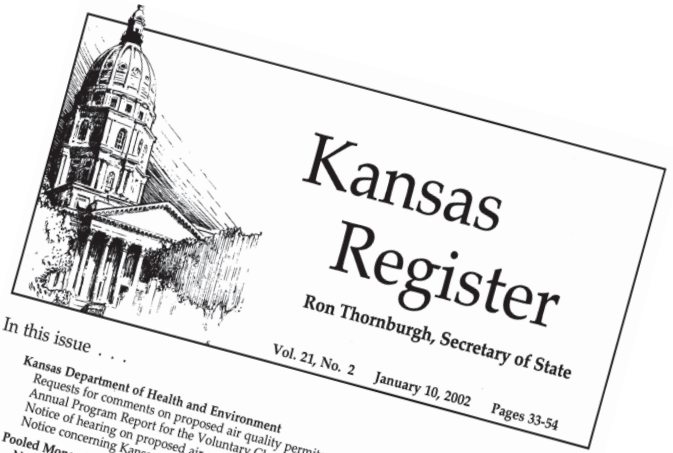 Kansas
Register
Ron Thornburgh, Secretary of State
Vol. 21, No. 2 January 10, 2002 Pages 33-54
In this issue . . .
Kansas Department of Health and Environment
Requests for comments on proposed air quality
Annual Program Report for the Voluntary
Notice of hearing on proposed
Notice concerning
Pooled